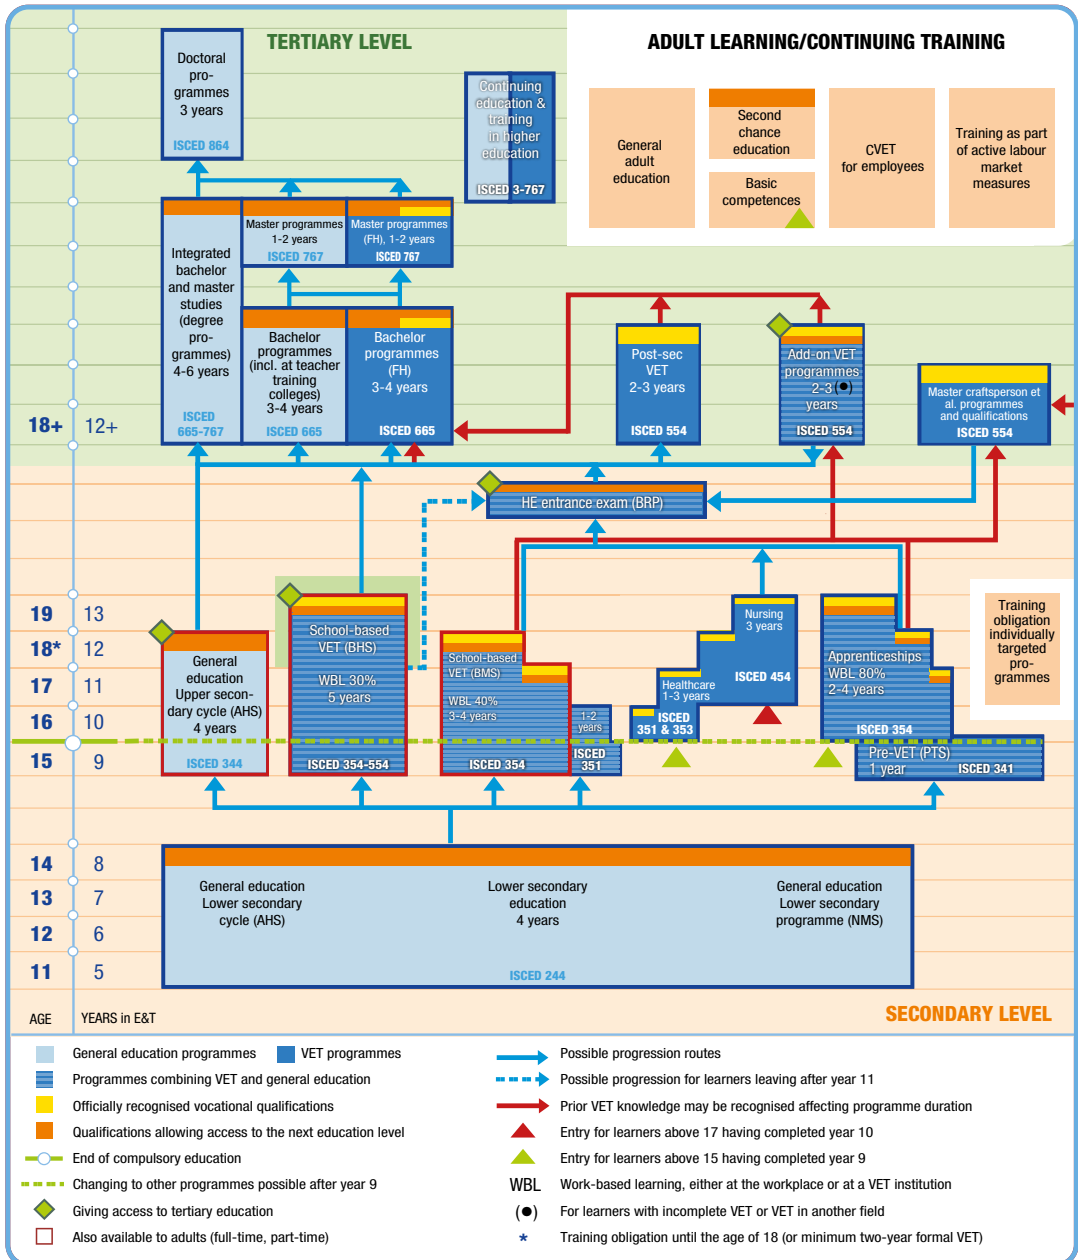 TERTIARY LEVEL
ADULT LEARNING/CONTINUING TRAINING
Doctoral
pro-
grammes
3 years
ISCED 864
Continuing
education &
training
in higher
education
ISCED 3-767
General
adult
education
Second
chance
education
Basic
competences
CVET
for employees
Training as part
of active labour
market
measures
Integrated
bachelor
and master
studies
(degree
pro-
grammes)
4-6 years
ISCED
665-767
Master programmes
1-2 years
ISCED 767
Master programmes
(FH), 1-2 years
ISCED 767
Bachelor
programmes
(incl. at teacher
training
colleges)
3-4 years
ISCED 665
Bachelor
programmes
(FH)
3-4 years
ISCED 665
Post-sec
VET
2-3 years
ISCED 554
Add-on VET
programmes
2-3 (●)
years
ISCED 554
Master craftsperson et
al. programmes
and qualifications
ISCED 554
18+ 12+
HE entrance exam (BRP)
19 13
18* 12
17 11
16 10
15 9
General
education
Upper secon-
dary cycle (AHS)
4 years
ISCED 344
School-based
VET (BHS)
WBL 30%
5 years
ISCED 354-554
School-based
VET (BMS)
WBL 40%
3-4 years
ISCED 354
1-2
years
ISCED
351
Healthcare
1-3 years
ISCED
351 & 353
Nursing
3 years
ISCED 454
Apprenticeships
WBL 80%
2-4 years
ISCED 354
Pre-VET (PTS)
1 year ISCED 341
Training
obligation
individually
targeted
pro-
grammes
14 8
13 7
12 6
11 5
General education
Lower secondary
cycle (AHS)
Lower secondary
education
4 years
General education
Lower secondary
programme (NMS)
ISCED 244
AGE YEARS in E&T
SECONDARY LEVEL
General education programmes
VET programmes
Programmes combining VET and general education
Officially recognised vocational qualifications
Qualifications allowing access to the next education level
End of compulsory education
Changing to other programmes possible after year 9
Giving access to tertiary education
Also available to adults (full-time, part-time)
Possible progression routes
Possible progression for learners leaving after year 11
Prior VET knowledge may be recognised affecting programme duration
Entry for learners above 17 having completed year 10
Entry for learners above 15 having completed year 9
WBL Work-based learning, either at the workplace or at a VET institution
(●) For learners with incomplete VET or VET in another field
* Training obligation until the age of 18 (or minimum two-year formal VET)